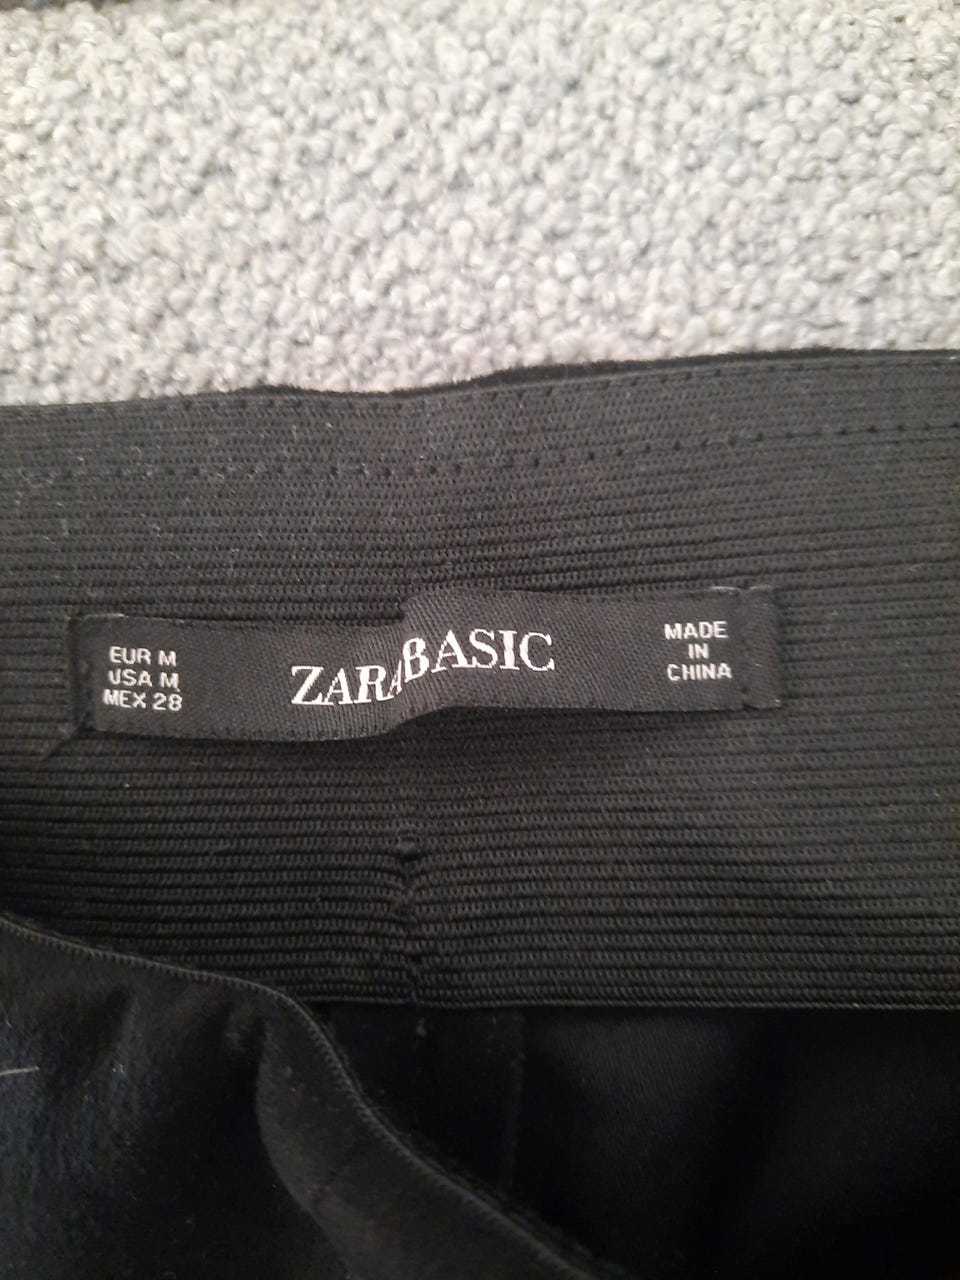 EUR M
USA M
MEX 28
ZARABASIC
MADE
IN
CHINA